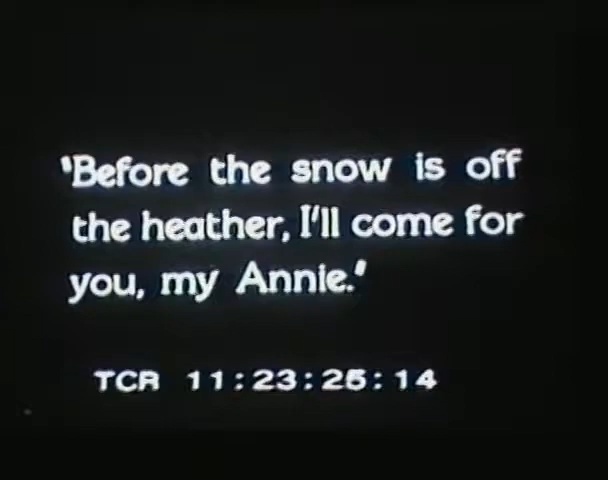 'Before the snow is off
the heather, I'll come for
you, my Annie.'
TCR 11:23:25:14